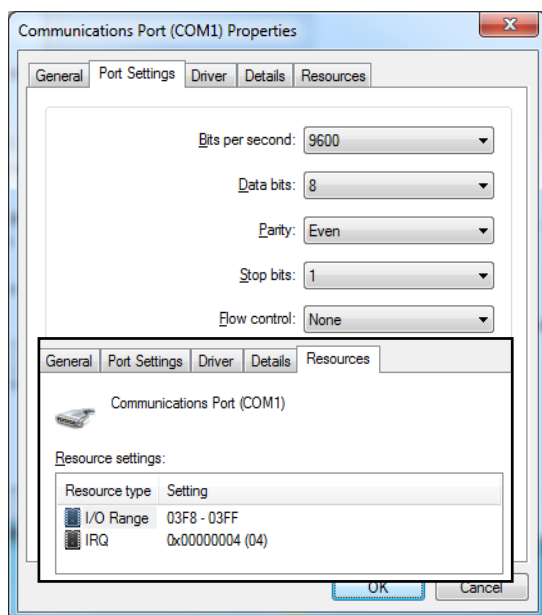 Communications Port (COM1) Properties
x
General Port Settings Driver Details Resources
Bits per second: 9600
Data bits: 8
Parity: Even
Stop bits: 1
Flow control: None
General Port Settings Driver Details Resources
Communications Port (COM1)
Resource settings:
Resource type Setting
I/O Range 03F8 - 03FF
IRQ 0x00000004 (04)
OK Cancel